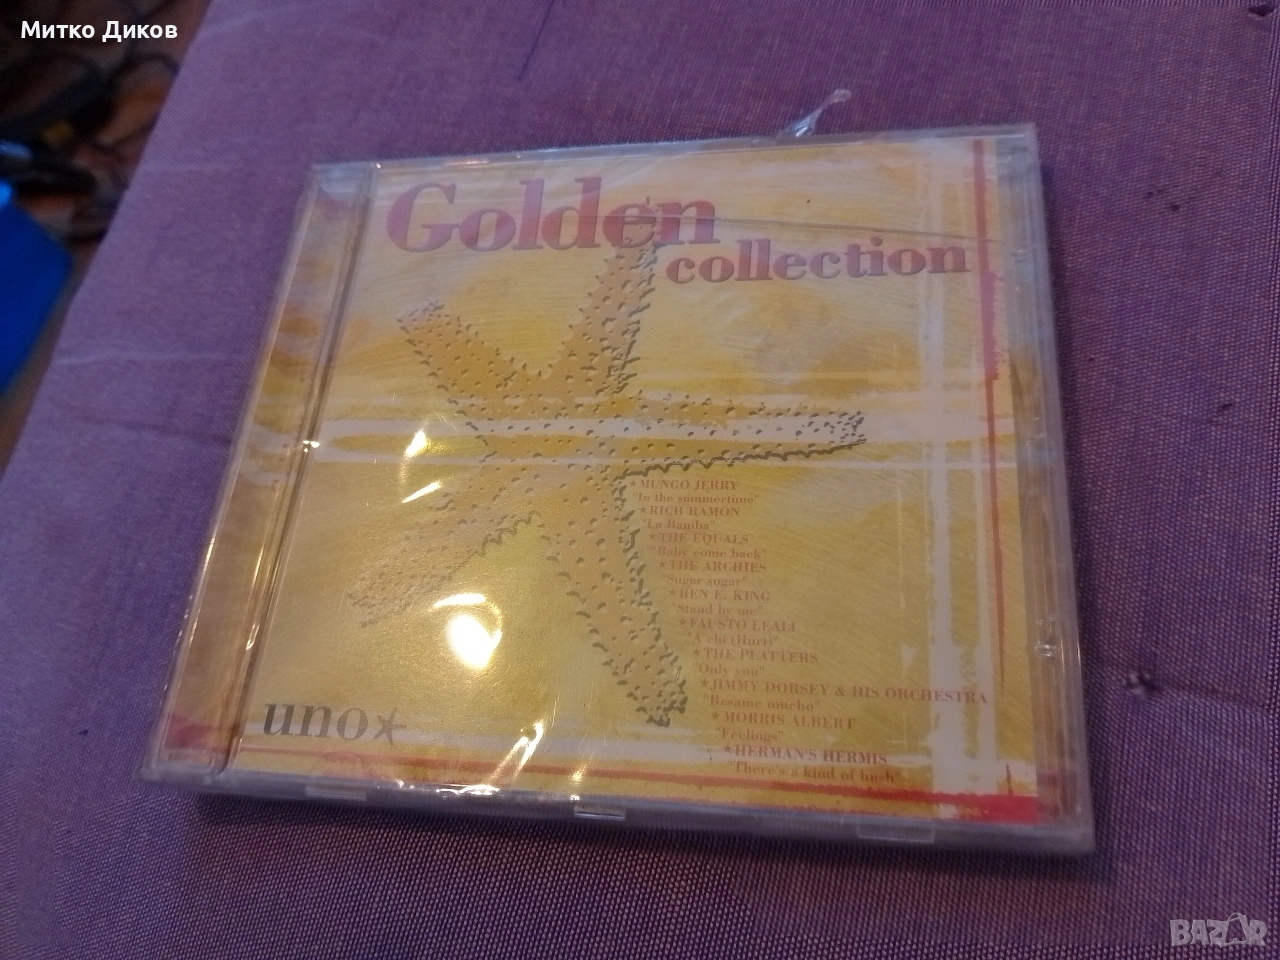 Митко Диков
Golden
collection
★MUNGO JERRY
"In the summertime"
★RICH RAMON
"La Bamba"
★THE EQUALS
"Baby come back"
★THE ARCHIES
"Sugar sugar"
★BEN E. KING
"Stand by me"
★FAUSTO LEALI
"A chi (Hurt)"
★THE PLATTERS
"Only you"
★JIMMY DORSEY & HIS ORCHESTRA
"Besame mucho"
★MORRIS ALBERT
"Feelings"
★HERMAN'S HERMIS
"There's a kind of hush"
uno★
BAZAR